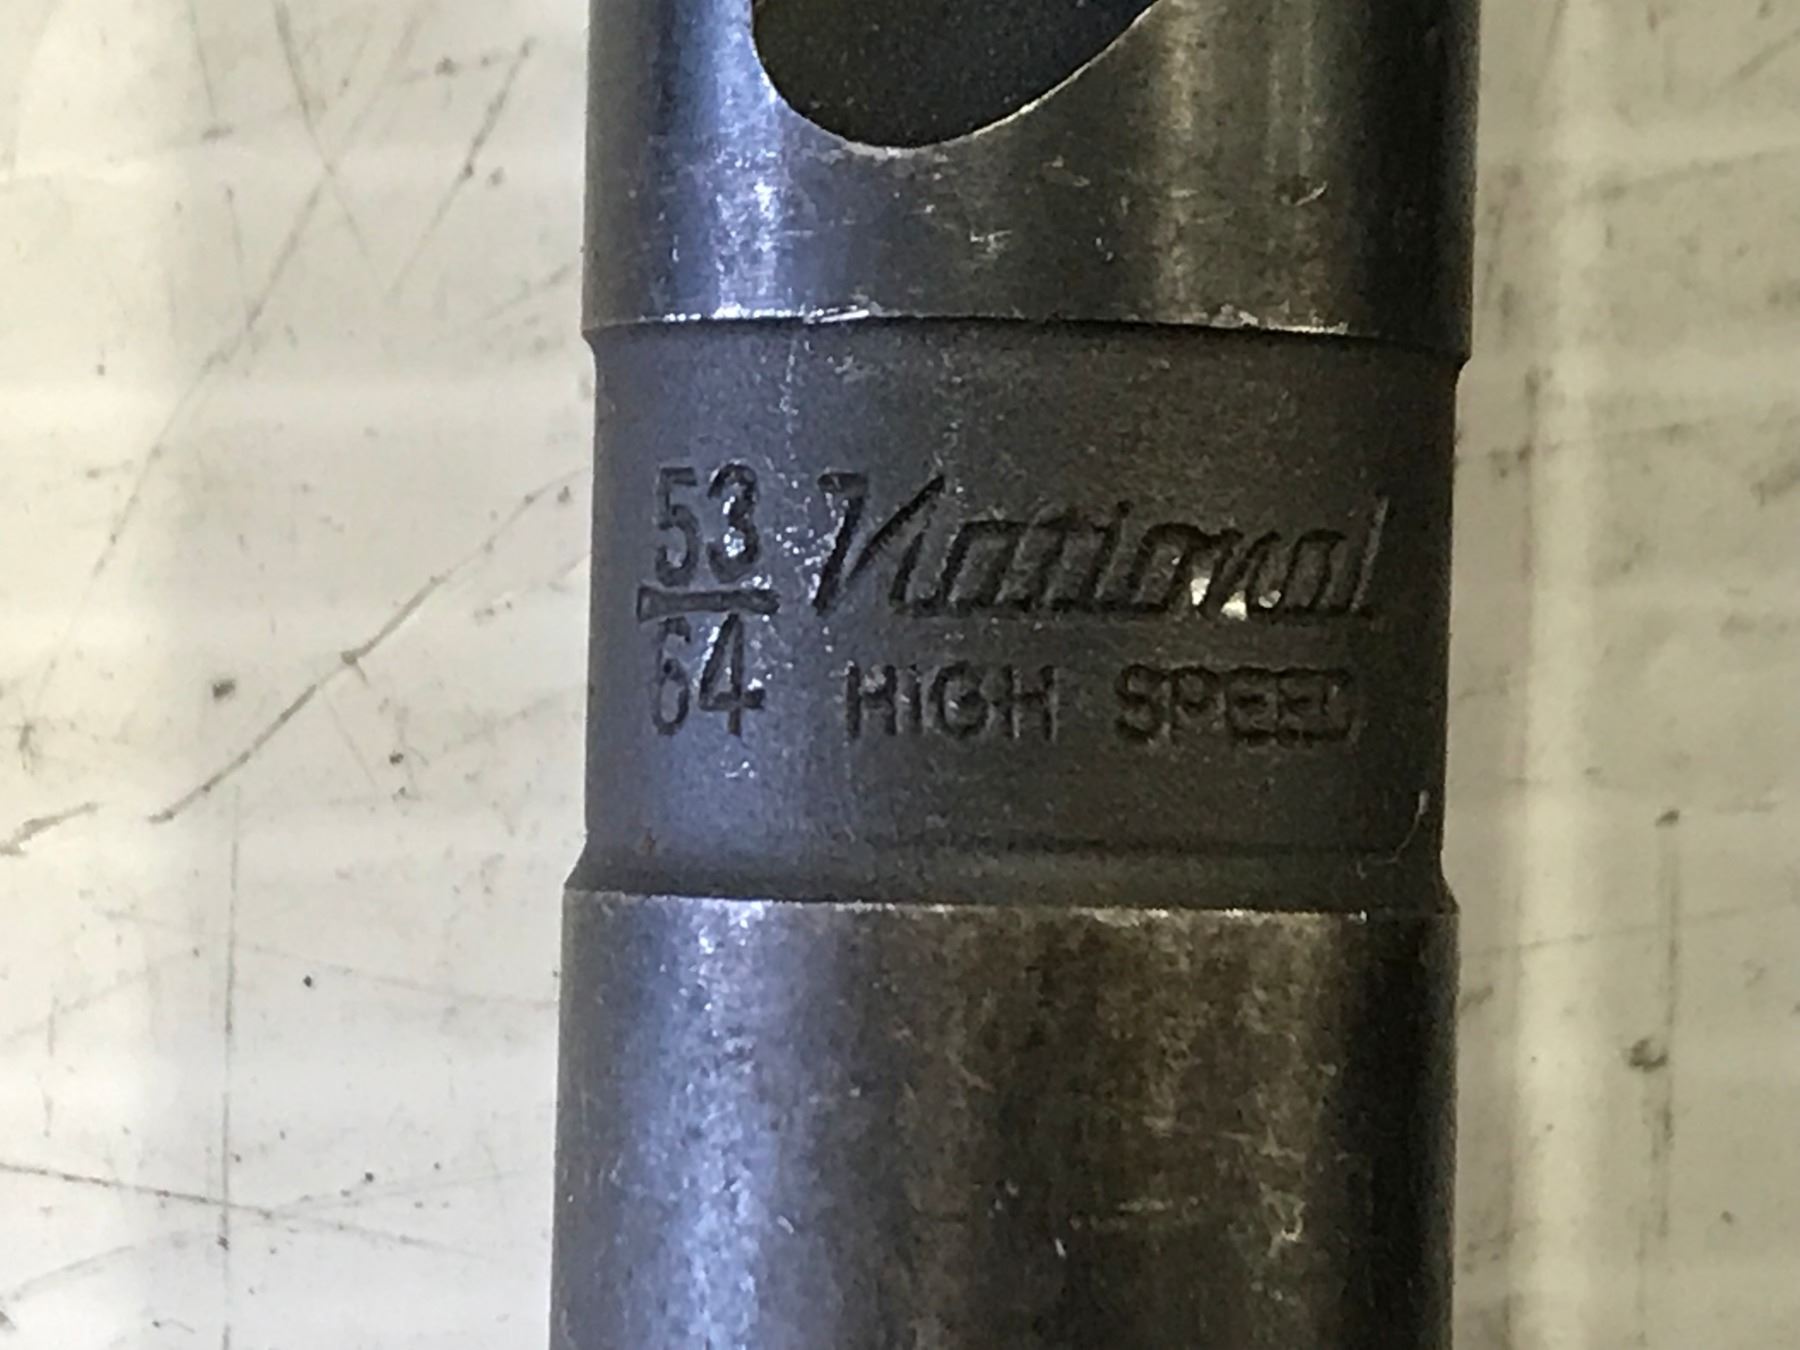 53/64 National
HIGH SPEED